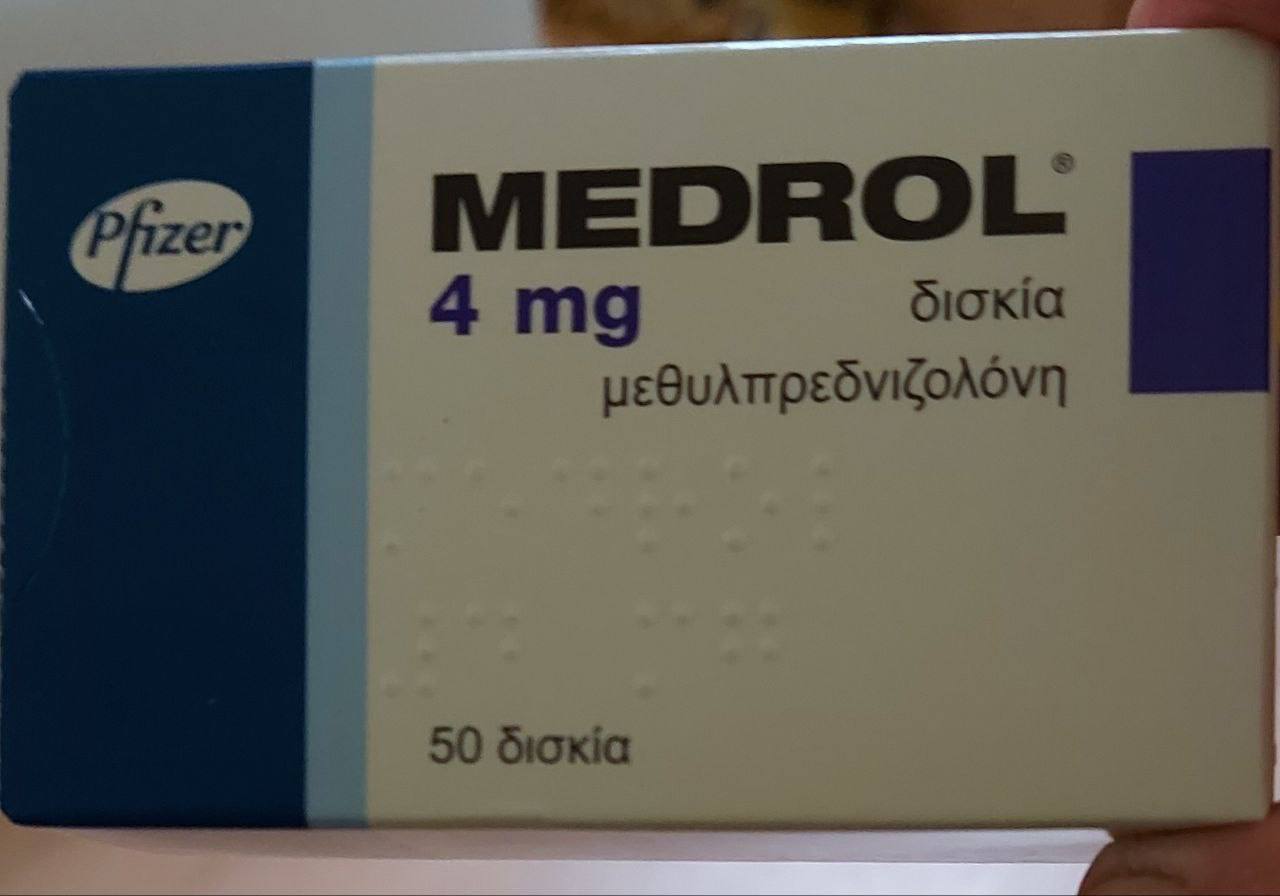 Pfizer
MEDROL®
4 mg δισκία
μεθυλπρεδνιζολόνη
50 δισκία